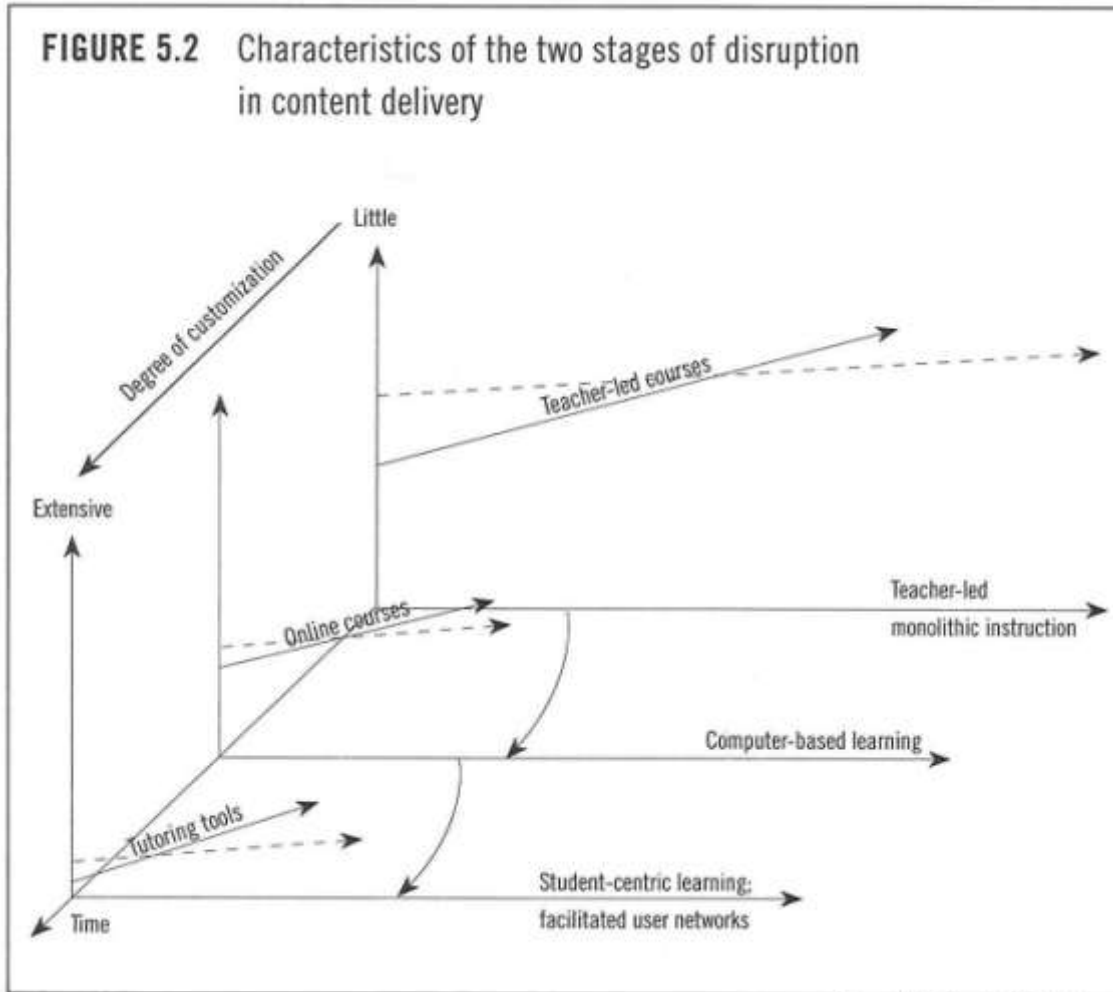 FIGURE 5.2 Characteristics of the two stages of disruption
in content delivery
Little
Degree of customization
Teacher-led courses
Extensive
Teacher-led
monolithic instruction
Online courses
Computer-based learning
Tutoring tools
Student-centric learning;
facilitated user networks
Time